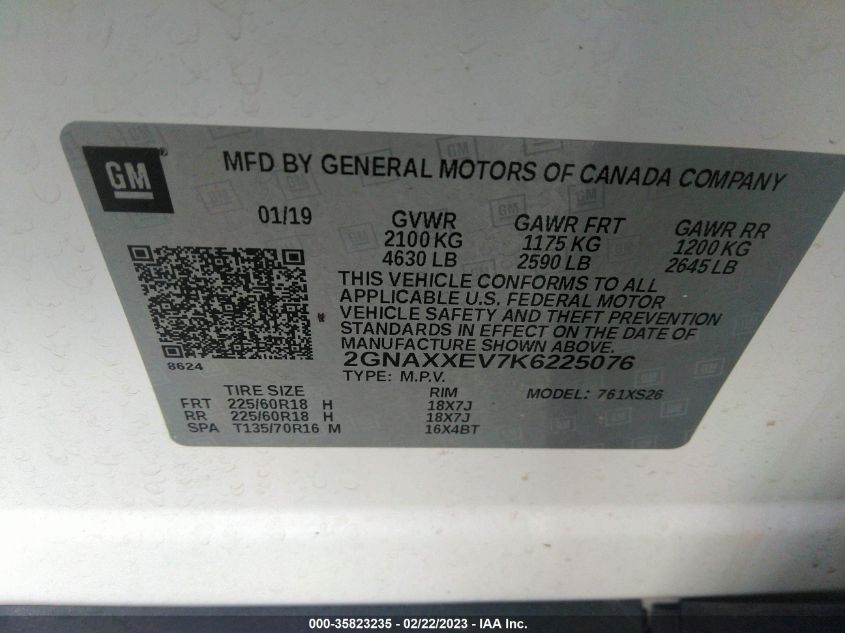 GM
MFD BY GENERAL MOTORS OF CANADA COMPANY
01/19 GVWR GAWR FRT GAWR RR
2100 KG 1175 KG 1200 KG
4630 LB 2590 LB 2645 LB
THIS VEHICLE CONFORMS TO ALL
APPLICABLE U.S. FEDERAL MOTOR
VEHICLE SAFETY AND THEFT PREVENTION
STANDARDS IN EFFECT ON THE DATE OF
MANUFACTURE SHOWN ABOVE.
8624
2GNAXXEV7K6225076
TYPE: M.P.V.
TIRE SIZE RIM MODEL: 761XS26
FRT 225/60R18 H 18X7J
RR 225/60R18 H 18X7J
SPA T135/70R16 M 16X4BT
000-35823235 - 02/22/2023 - IAA Inc.